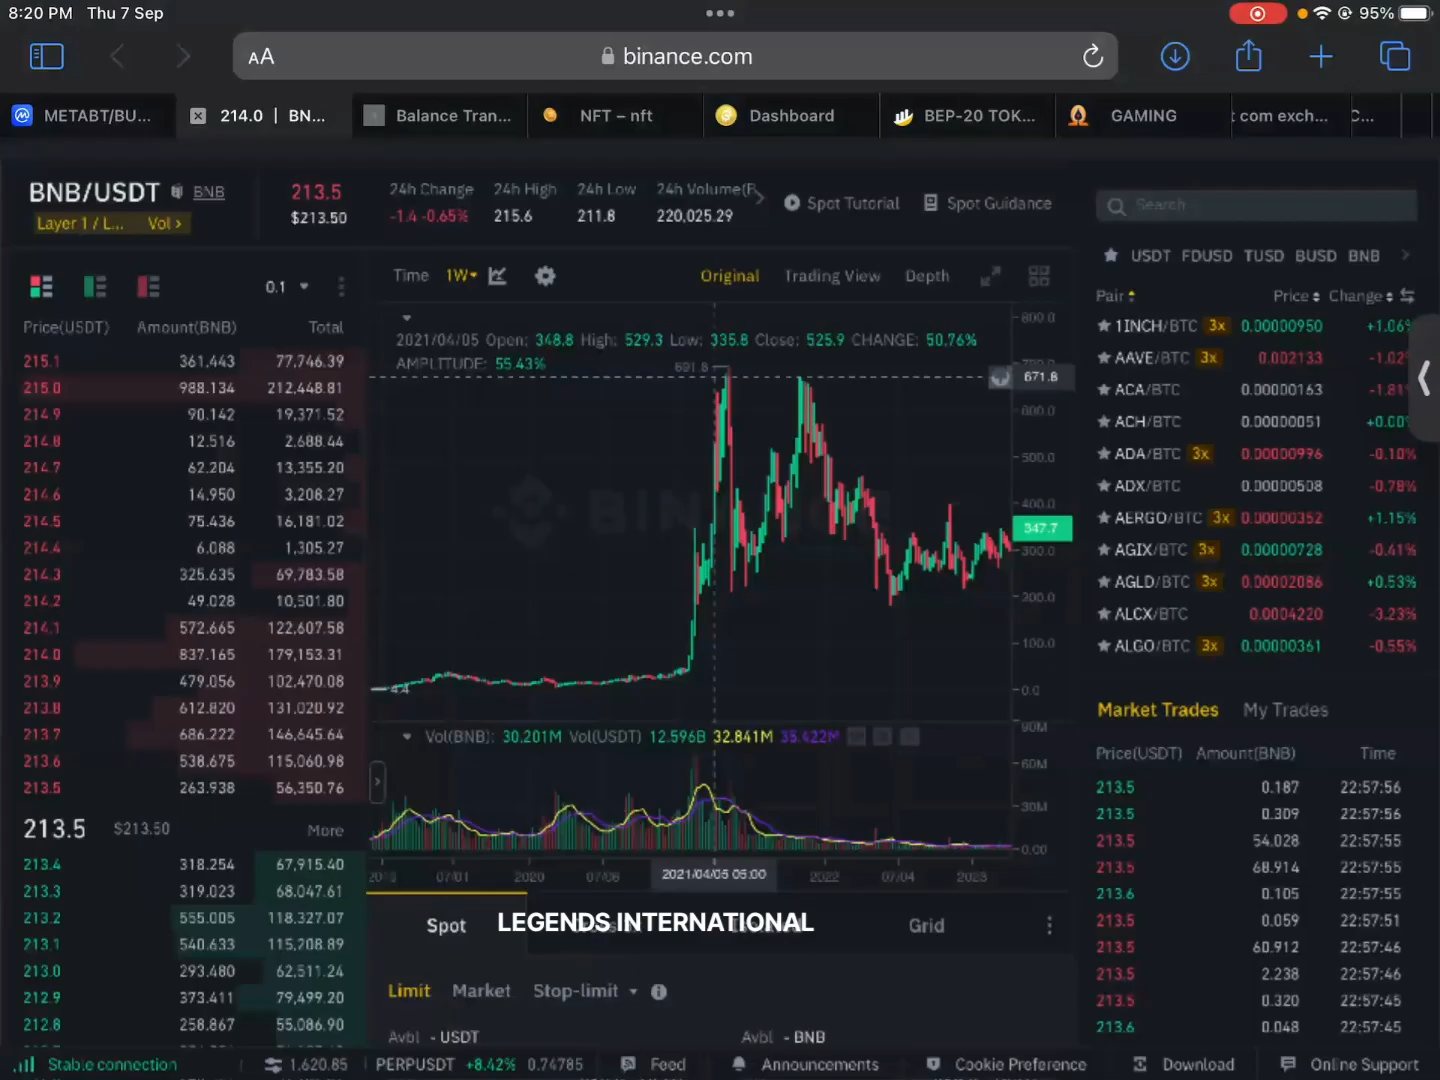 8:20 PM Thu 7 Sep
95%
AA
binance.com
METABT/BU...
214.0 | BN...
Balance Tran...
NFT – nft
Dashboard
BEP-20 TOK...
GAMING
com exch...
BNB/USDT
BNB
Layer 1 / L... Vol
213.5
$213.50
24h Change
-1.4 -0.65%
24h High
215.6
24h Low
211.8
24h Volume(
220,025.29
Spot Tutorial
Spot Guidance
Search
0.1
Price(USDT) Amount(BNB) Total
215.1 361.443 77,746.39
215.0 988.134 212,448.81
214.9 90.142 19,371.52
214.8 12.516 2,688.44
214.7 62.204 13,355.20
214.6 14.950 3,208.27
214.5 75.436 16,181.02
214.4 6.088 1,305.27
214.3 325.635 69,783.58
214.2 49.028 10,501.80
214.1 572.665 122,607.58
214.0 837.165 179,153.31
213.9 479.056 102,470.08
213.8 612.820 131,020.92
213.7 686.222 146,645.64
213.6 538.675 115,060.98
213.5 263.938 56,350.76
213.5 $213.50 More
213.4 318.254 67,915.40
213.3 319.023 68,047.61
213.2 555.005 118,327.07
213.1 540.633 115,208.89
213.0 293.480 62,511.24
212.9 373.411 79,499.20
212.8 258.867 55,086.90
Time 1W
Original Trading View Depth
2021/04/05 Open: 348.8 High: 529.3 Low: 335.8 Close: 525.9 CHANGE: 50.76%
AMPLITUDE: 55.43%
691.8
4.4
800.0
671.8
600.0
500.0
400.0
347.7
300.0
200.0
100.0
0.0
Vol(BNB): 30.201M Vol(USDT) 12.596B 32.841M 35.422M
90M
60M
30M
0.00
07/01 2020 07/06 2021/04/05 05:00 2022 07/04 2023
Spot
LEGENDS INTERNATIONAL
Grid
Limit Market Stop-limit
Avbl - USDT
Avbl - BNB
USDT FDUSD TUSD BUSD BNB
Pair Price Change
1INCH/BTC 3x 0.00000950 +1.06%
AAVE/BTC 3x 0.002133 -1.02%
ACA/BTC 0.00000163 -1.81%
ACH/BTC 0.00000051 +0.00%
ADA/BTC 3x 0.00000996 -0.10%
ADX/BTC 0.00000508 -0.78%
AERGO/BTC 3x 0.00000352 +1.15%
AGIX/BTC 3x 0.00000728 -0.41%
AGLD/BTC 3x 0.00002086 +0.53%
ALCX/BTC 0.0004220 -3.23%
ALGO/BTC 3x 0.00000361 -0.55%
Market Trades My Trades
Price(USDT) Amount(BNB) Time
213.5 0.187 22:57:56
213.5 0.309 22:57:56
213.5 54.028 22:57:55
213.5 68.914 22:57:55
213.6 0.105 22:57:55
213.5 0.059 22:57:51
213.5 60.912 22:57:46
213.5 2.238 22:57:46
213.5 0.320 22:57:45
213.6 0.048 22:57:45
Stable connection
1,620.85
PERPUSDT +8.42% 0.74785
Feed
Announcements
Cookie Preference
Download
Online Support